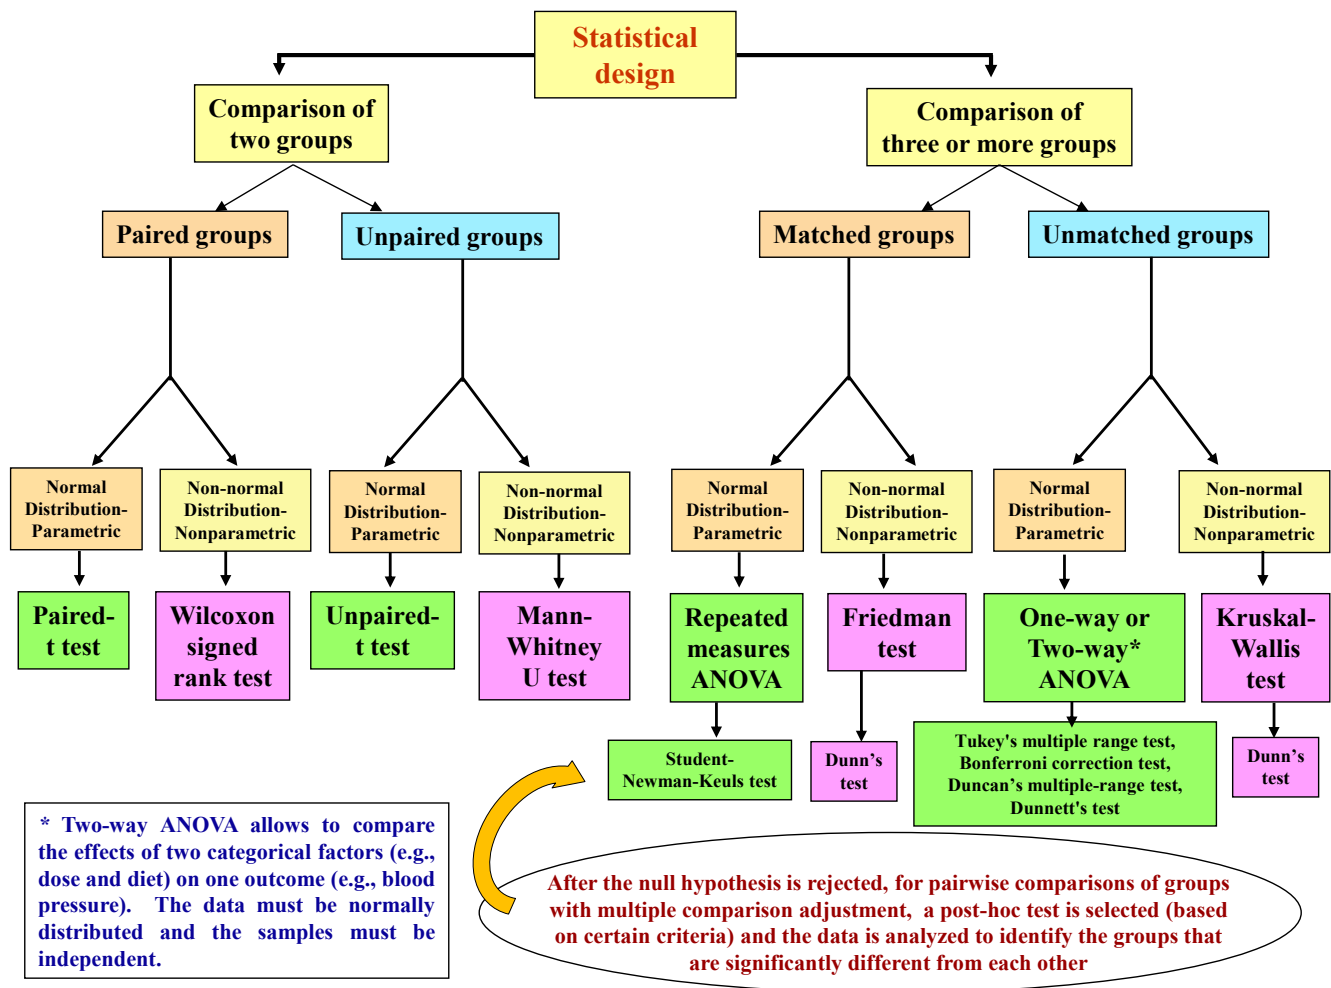 Statistical
design
Comparison of
two groups
Comparison of
three or more groups
Paired groups
Unpaired groups
Matched groups
Unmatched groups
Normal
Distribution-
Parametric
Non-normal
Distribution-
Nonparametric
Normal
Distribution-
Parametric
Non-normal
Distribution-
Nonparametric
Normal
Distribution-
Parametric
Non-normal
Distribution-
Nonparametric
Normal
Distribution-
Parametric
Non-normal
Distribution-
Nonparametric
Paired-
t test
Wilcoxon
signed
rank test
Unpaired-
t test
Mann-
Whitney
U test
Repeated
measures
ANOVA
Friedman
test
One-way or
Two-way*
ANOVA
Kruskal-
Wallis
test
Student-
Newman-Keuls test
Dunn’s
test
Tukey's multiple range test,
Bonferroni correction test,
Duncan’s multiple-range test,
Dunnett's test
Dunn’s
test
* Two-way ANOVA allows to compare
the effects of two categorical factors (e.g.,
dose and diet) on one outcome (e.g., blood
pressure). The data must be normally
distributed and the samples must be
independent.
After the null hypothesis is rejected, for pairwise comparisons of groups
with multiple comparison adjustment, a post-hoc test is selected (based
on certain criteria) and the data is analyzed to identify the groups that
are significantly different from each other